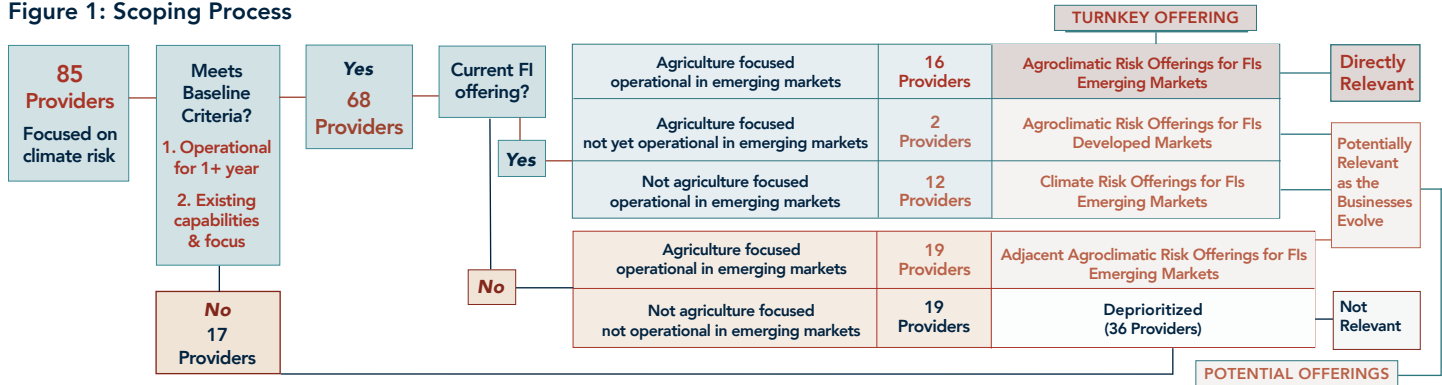 Figure 1: Scoping Process
TURNKEY OFFERING
85
Providers
Focused on
climate risk
Meets
Baseline
Criteria?
1. Operational
for 1+ year
2. Existing
capabilities
& focus
Yes
68
Providers
Current FI
offering?
Yes
No
No
17
Providers
Agriculture focused
operational in emerging markets
16
Providers
Agroclimatic Risk Offerings for FIs
Emerging Markets
Directly
Relevant
Agriculture focused
not yet operational in emerging markets
2
Providers
Agroclimatic Risk Offerings for FIs
Developed Markets
Not agriculture focused
operational in emerging markets
12
Providers
Climate Risk Offerings for FIs
Emerging Markets
Potentially
Relevant
as the
Businesses
Evolve
Agriculture focused
operational in emerging markets
19
Providers
Adjacent Agroclimatic Risk Offerings for FIs
Emerging Markets
Not agriculture focused
not operational in emerging markets
19
Providers
Deprioritized
(36 Providers)
Not
Relevant
POTENTIAL OFFERINGS